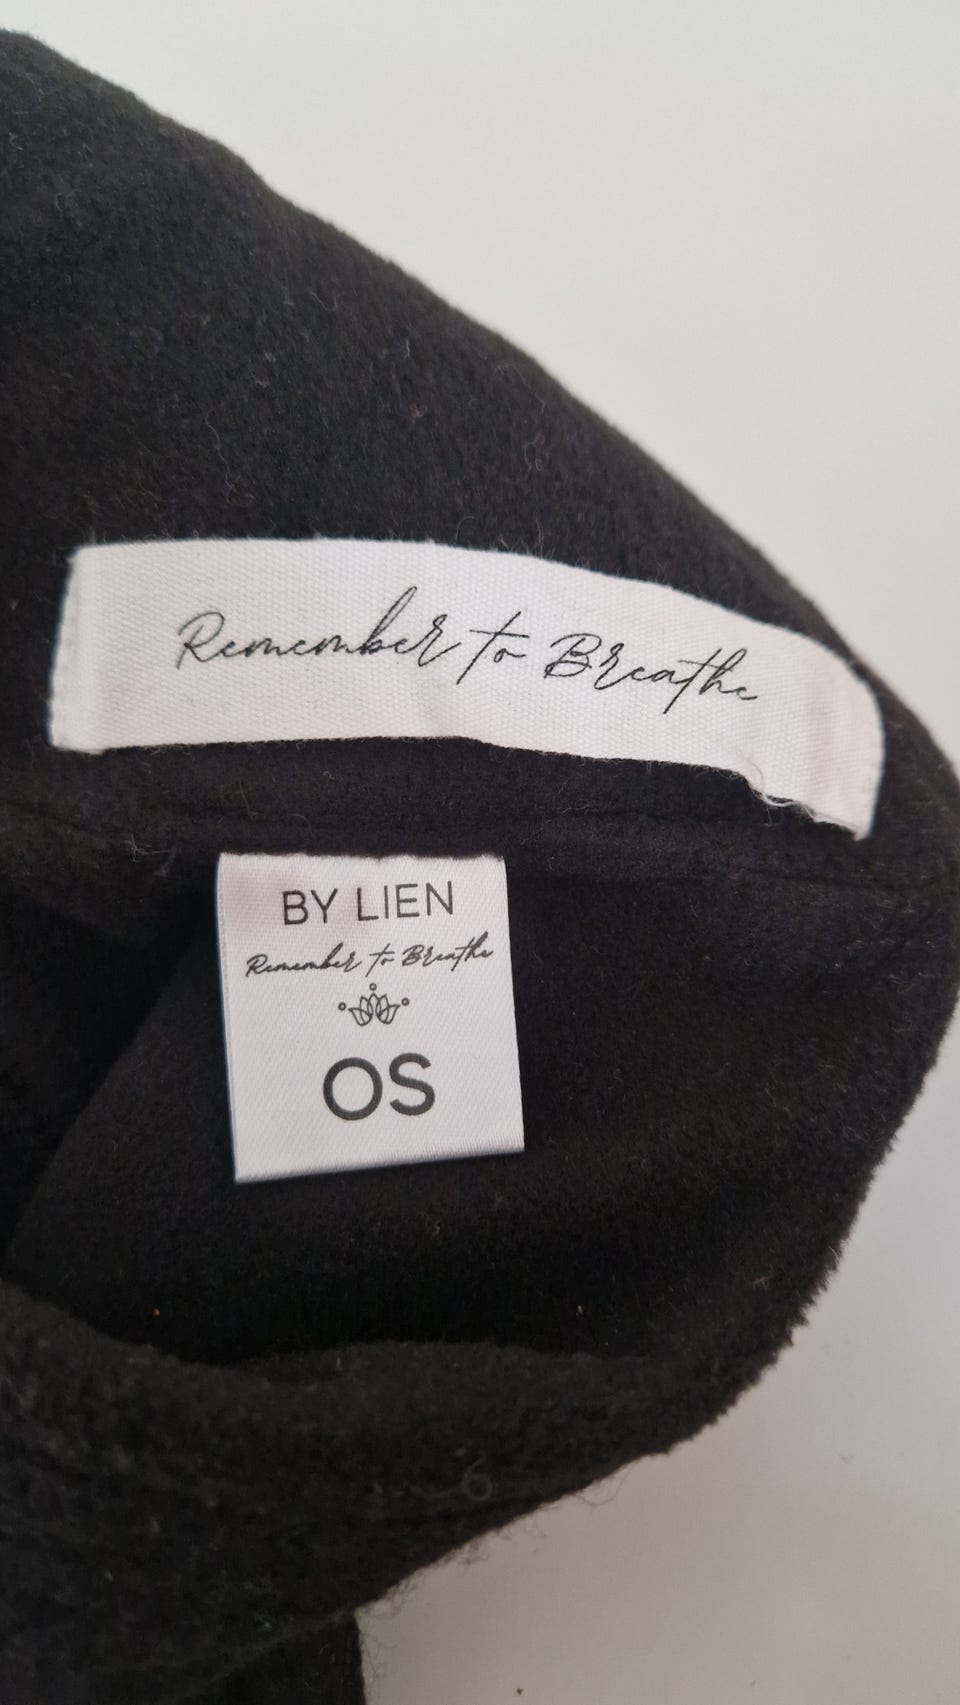 Remember to Breathe
BY LIEN
Remember to Breathe
OS